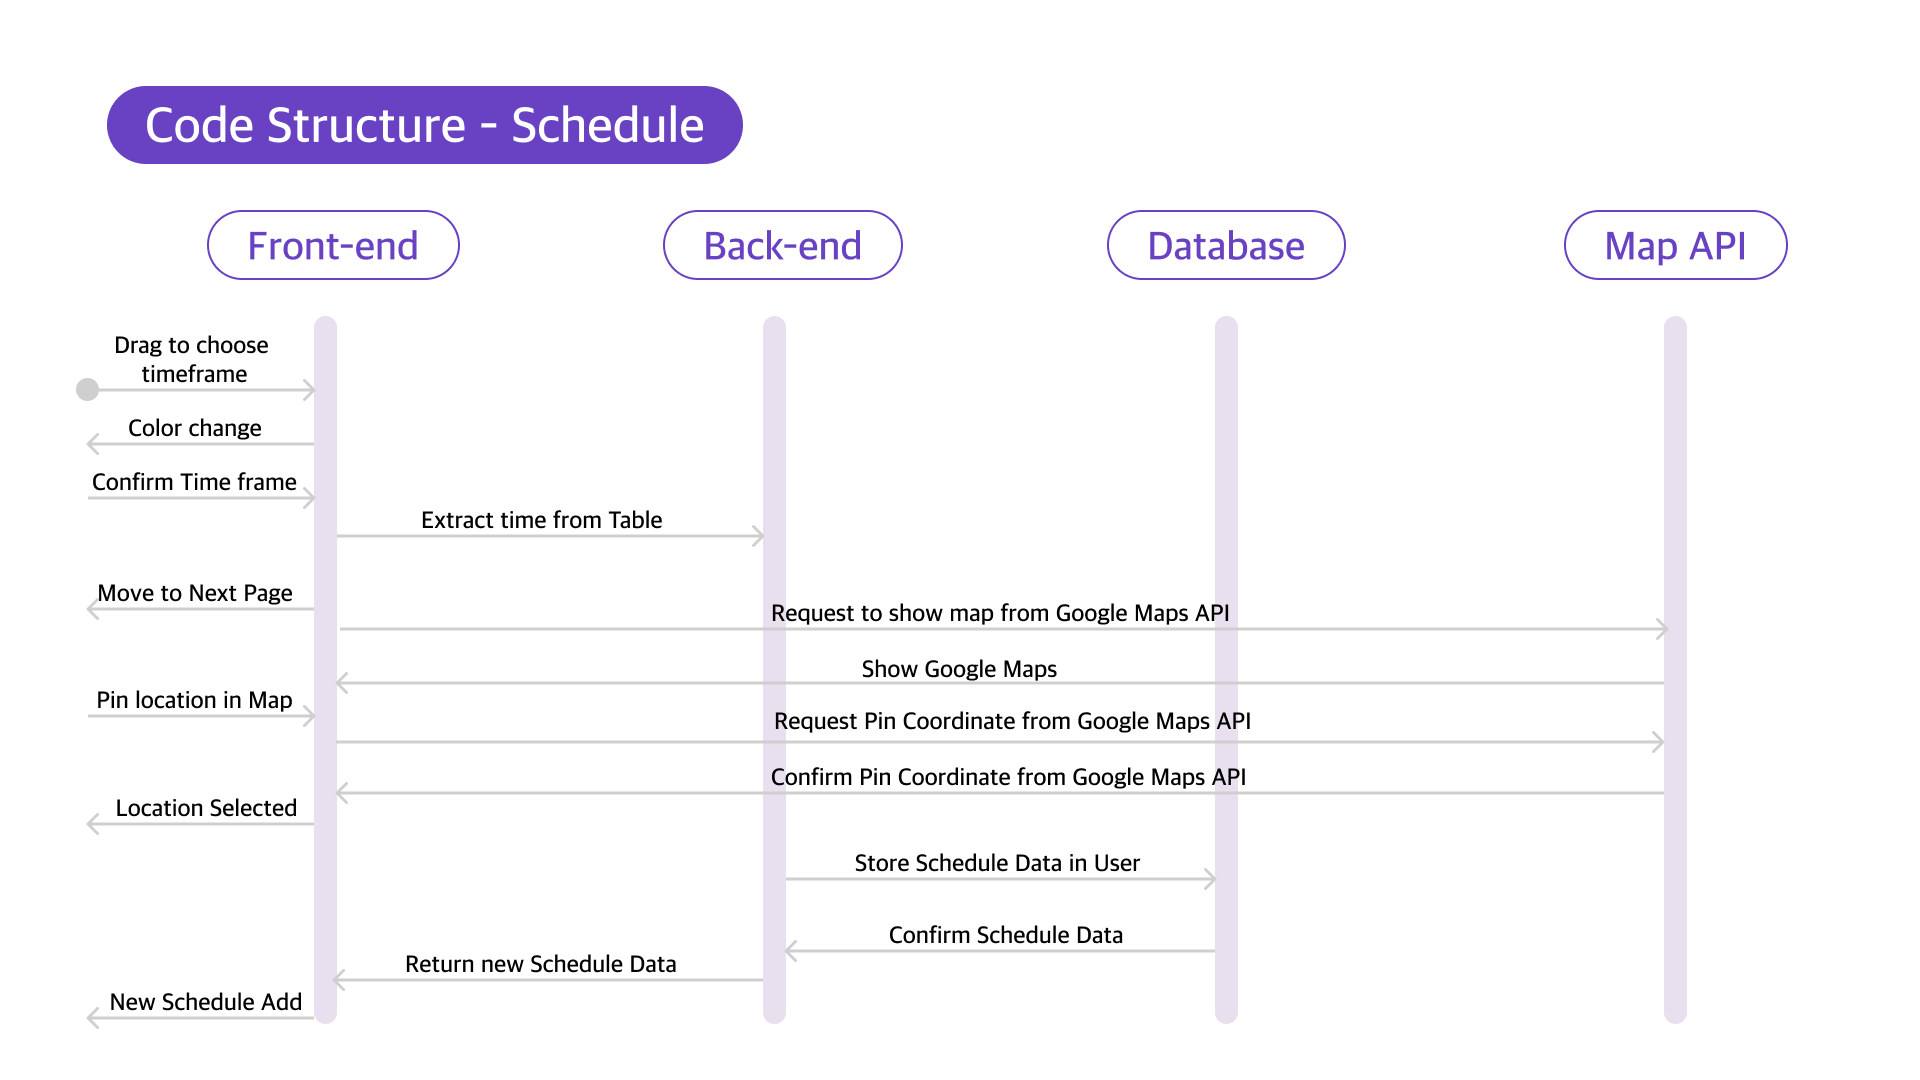 Code Structure - Schedule
Front-end
Back-end
Database
Map API
Drag to choose
timeframe
Color change
Confirm Time frame
Extract time from Table
Move to Next Page
Request to show map from Google Maps API
Show Google Maps
Pin location in Map
Request Pin Coordinate from Google Maps API
Confirm Pin Coordinate from Google Maps API
Location Selected
Store Schedule Data in User
Confirm Schedule Data
Return new Schedule Data
New Schedule Add